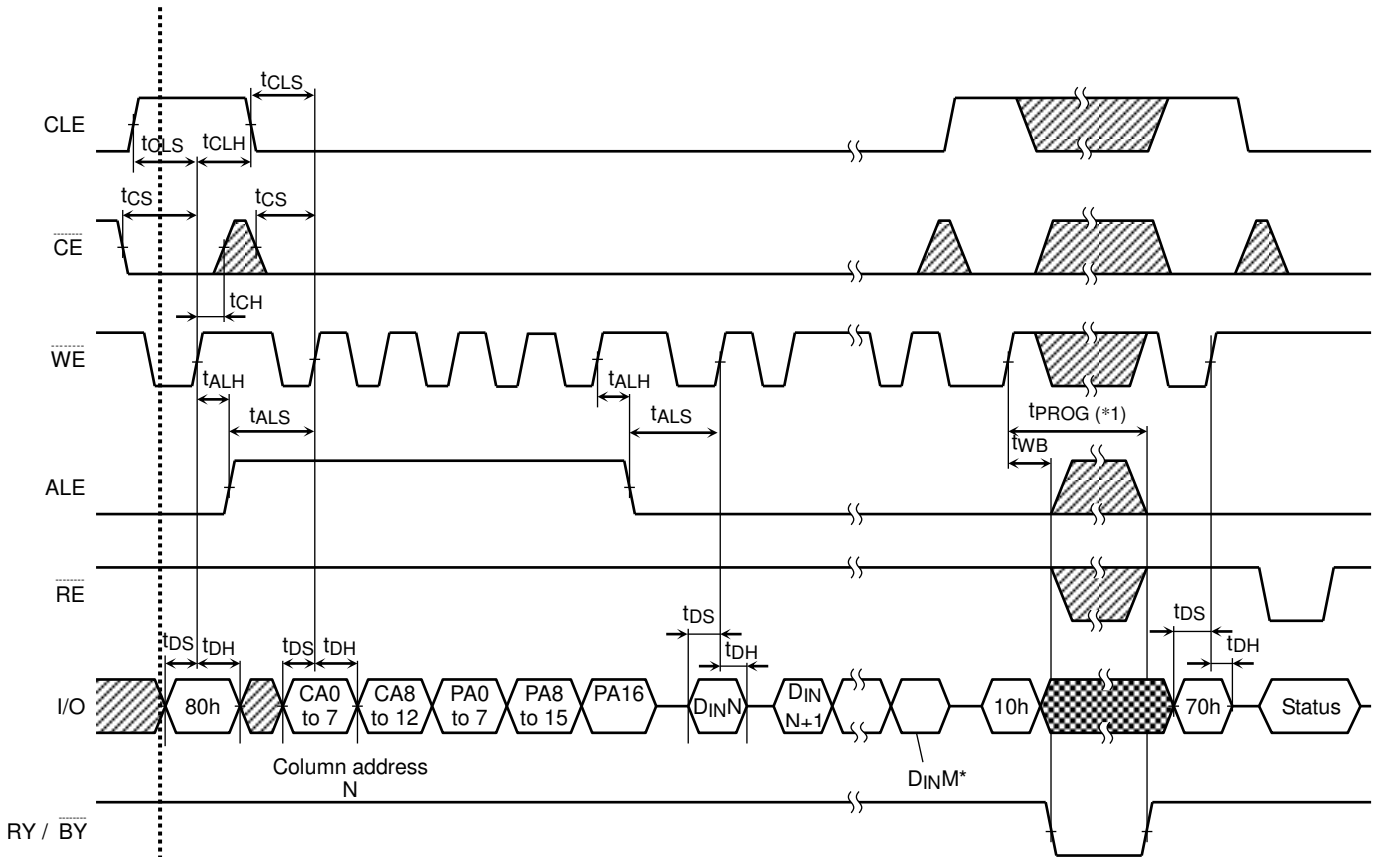 tCLS
CLE
tCLS tCLH
tCS tCS
CE
tCH
WE
tALH tALH
tALS tALS
tPROG (*1)
tWB
ALE
RE
tDS tDS
tDS tDH tDS tDH tDH tDH
I/O
80h
CA0
to 7
CA8
to 12
PA0
to 7
PA8
to 15
PA16
DINN
DIN
N+1
10h
70h
Status
Column address
N
DINM*
RY / BY